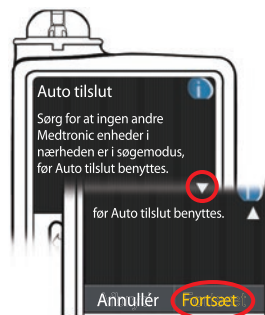 Auto tilslut
Sørg for at ingen andre
Medtronic enheder i
nærheden er i søgemodus,
før Auto tilslut benyttes.
før Auto tilslut benyttes.
Annullér Fortsæt